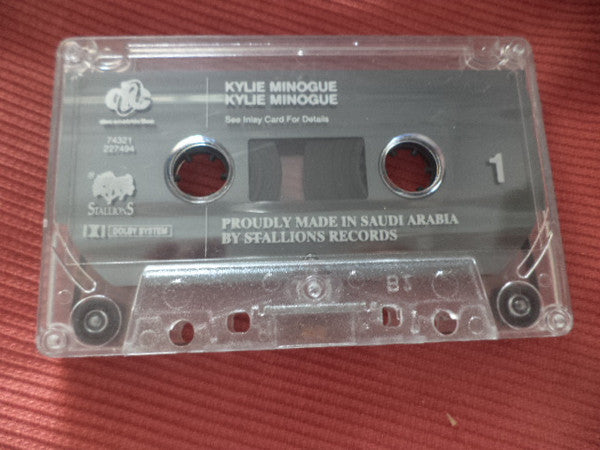 deconstruction
74321
227494
KYLIE MINOGUE
KYLIE MINOGUE
See Inlay Card For Details
1
®
STALLIONS
DOLBY SYSTEM
PROUDLY MADE IN SAUDI ARABIA
BY STALLIONS RECORDS